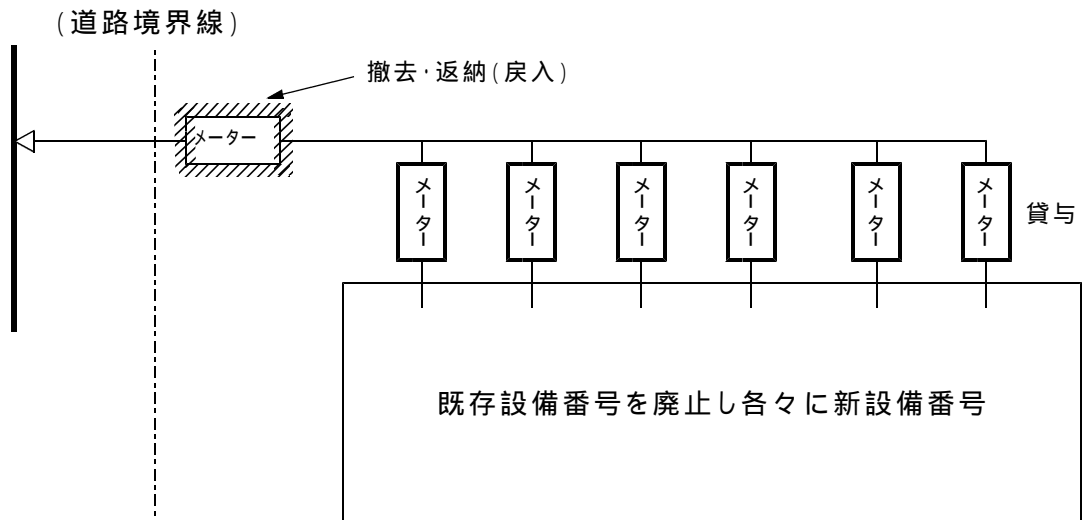 (道路境界線)
撤去・返納(戻入)
メーター
メーター
メーター
メーター
メーター
メーター
メーター
貸与
既存設備番号を廃止し各々に新設備番号